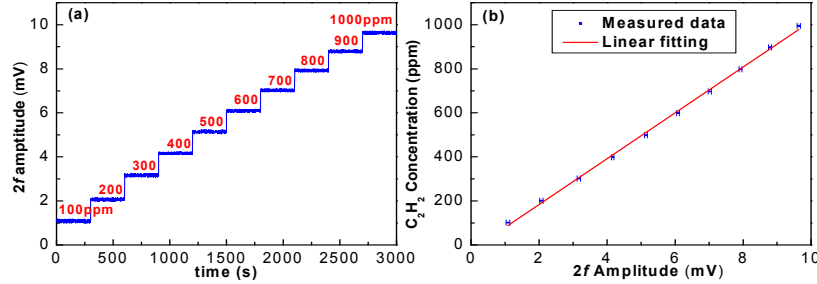 (a)
1000ppm
900
800
700
600
500
400
300
200
100ppm
10
8
6
4
2
0
2f amptitude (mV)
0 500 1000 1500 2000 2500 3000
time (s)
(b)
Measured data
Linear fitting
1000
800
600
400
200
0
C₂H₂ Concentration (ppm)
2 4 6 8 10
2f Amplitude (mV)